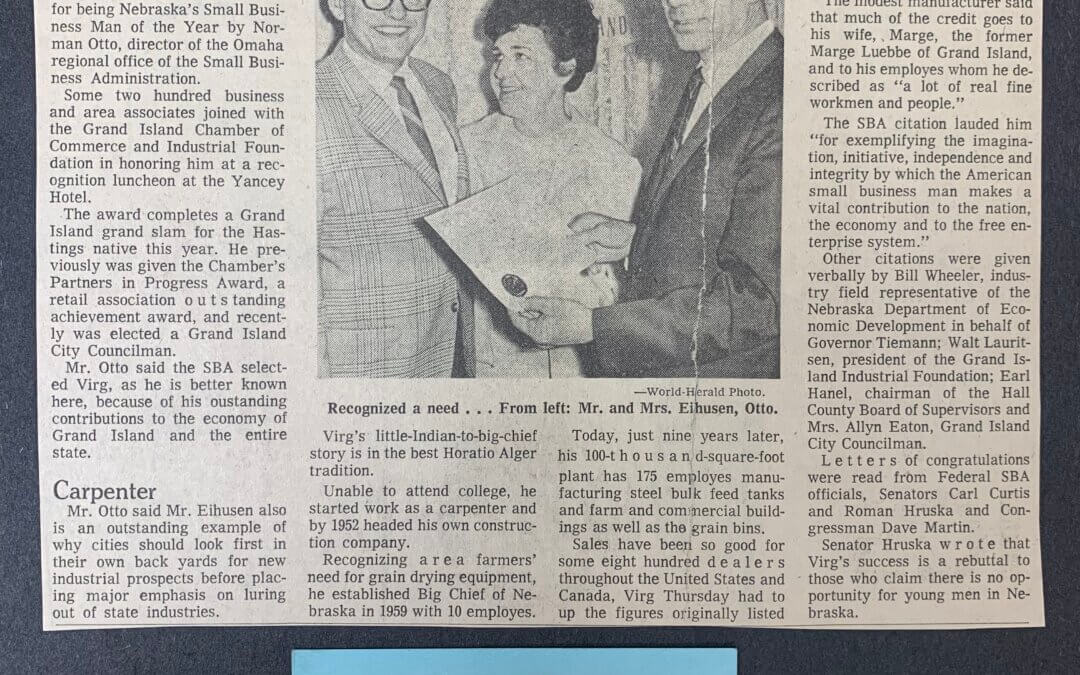 for being Nebraska's Small Busi-
ness Man of the Year by Nor-
man Otto, director of the Omaha
regional office of the Small Busi-
ness Administration.
Some two hundred business
and area associates joined with
the Grand Island Chamber of
Commerce and Industrial Foun-
dation in honoring him at a rec-
ognition luncheon at the Yancey
Hotel.
The award completes a Grand
Island grand slam for the Has-
tings native this year. He pre-
viously was given the Chamber's
Partners in Progress Award, a
retail association outstanding
achievement award, and recent-
ly was elected a Grand Island
City Councilman.
Mr. Otto said the SBA select-
ed Virg, as he is better known
here, because of his oustanding
contributions to the economy of
Grand Island and the entire
state.
Carpenter
Mr. Otto said Mr. Eihusen also
is an outstanding example of
why cities should look first in
their own back yards for new
industrial prospects before plac-
ing major emphasis on luring
out of state industries.
AND
—World-Herald Photo.
Recognized a need . . . From left: Mr. and Mrs. Eihusen, Otto.
Virg's little-Indian-to-big-chief
story is in the best Horatio Alger
tradition.
Unable to attend college, he
started work as a carpenter and
by 1952 headed his own construc-
tion company.
Recognizing area farmers'
need for grain drying equipment,
he established Big Chief of Ne-
braska in 1959 with 10 employes.
Today, just nine years later,
his 100-thousand-square-foot
plant has 175 employes manu-
facturing steel bulk feed tanks
and farm and commercial build-
ings as well as the grain bins.
Sales have been so good for
some eight hundred dealers
throughout the United States and
Canada, Virg Thursday had to
up the figures originally listed
The modest manufacturer said
that much of the credit goes to
his wife, Marge, the former
Marge Luebbe of Grand Island,
and to his employes whom he de-
scribed as "a lot of real fine
workmen and people."
The SBA citation lauded him
"for exemplifying the imagina-
tion, initiative, independence and
integrity by which the American
small business man makes a
vital contribution to the nation,
the economy and to the free en-
terprise system."
Other citations were given
verbally by Bill Wheeler, indus-
try field representative of the
Nebraska Department of Eco-
nomic Development in behalf of
Governor Tiemann; Walt Laurit-
sen, president of the Grand Is-
land Industrial Foundation; Earl
Hanel, chairman of the Hall
County Board of Supervisors and
Mrs. Allyn Eaton, Grand Island
City Councilman.
Letters of congratulations
were read from Federal SBA
officials, Senators Carl Curtis
and Roman Hruska and Con-
gressman Dave Martin.
Senator Hruska wrote that
Virg's success is a rebuttal to
those who claim there is no op-
portunity for young men in Ne-
braska.